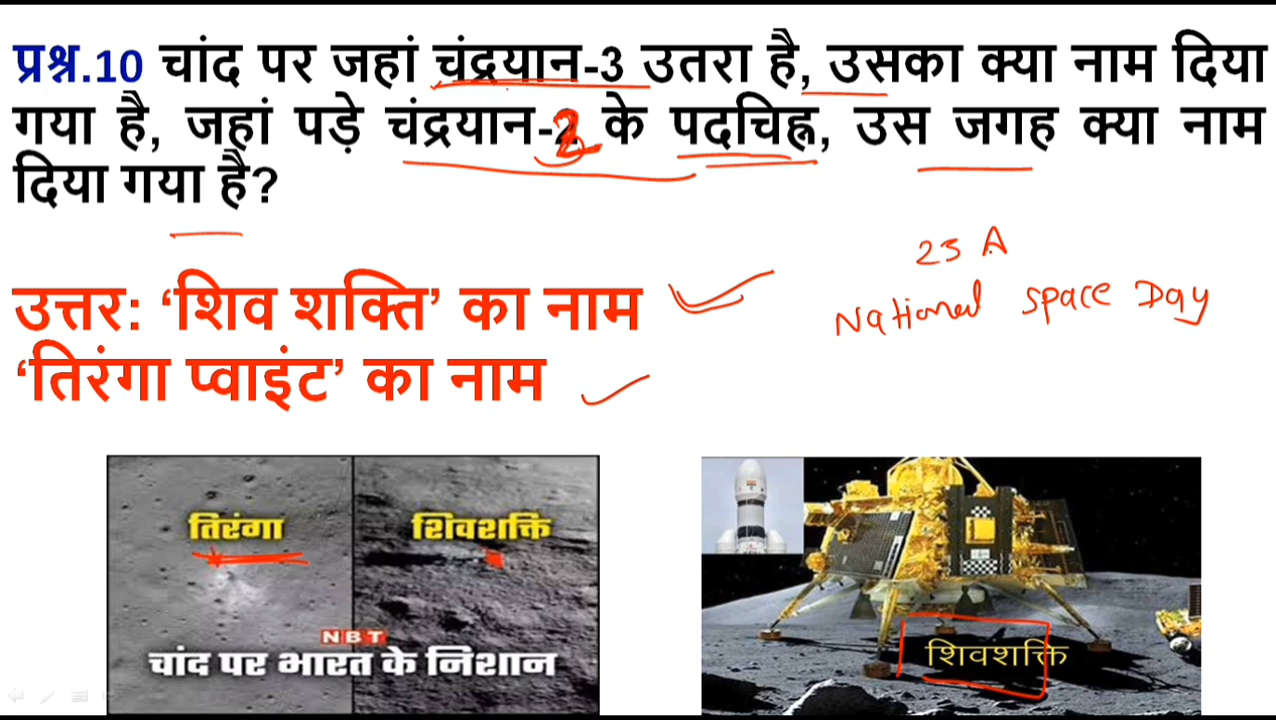 प्रश्न.10 चांद पर जहां चंद्रयान-3 उतरा है, उसका क्या नाम दिया
गया है, जहां पड़े चंद्रयान-2 के पदचिह्न, उस जगह क्या नाम
दिया गया है?
23 A
National Space Day
उत्तर: ‘शिव शक्ति’ का नाम
‘तिरंगा प्वाइंट’ का नाम
तिरंगा
शिवशक्ति
NBT
चांद पर भारत के निशान
शिवशक्ति